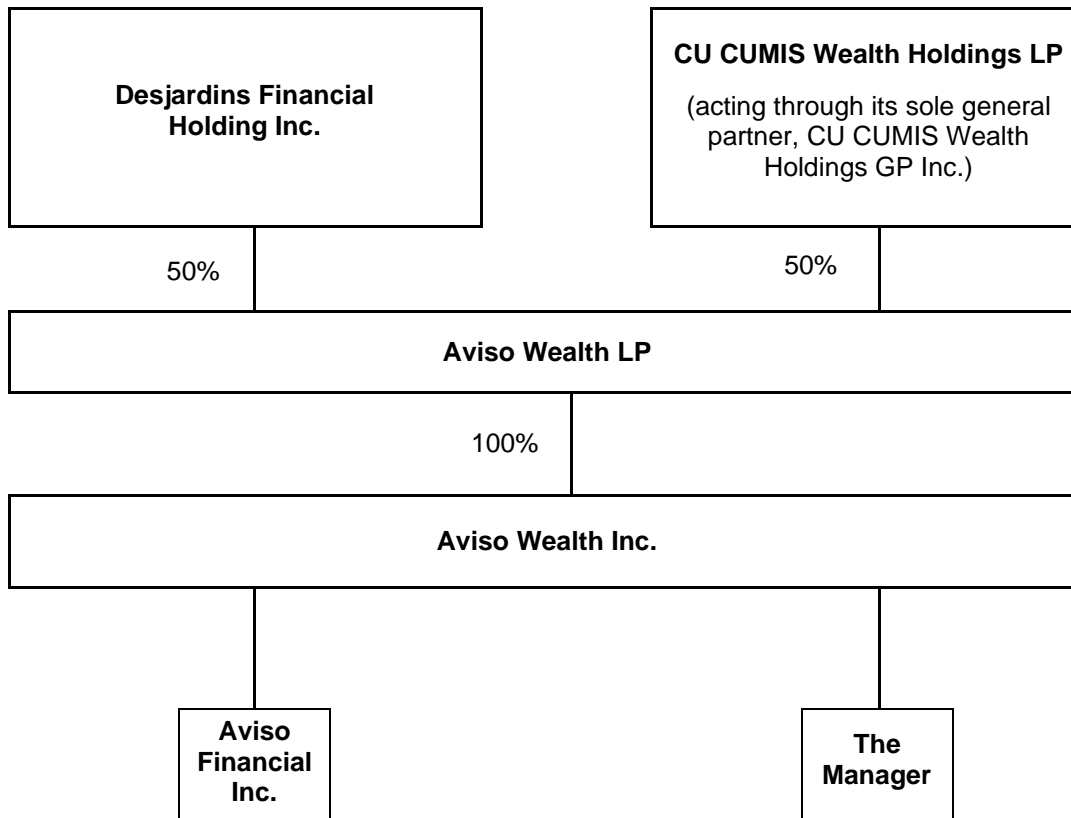 Desjardins Financial
Holding Inc.
CU CUMIS Wealth Holdings LP
(acting through its sole general
partner, CU CUMIS Wealth
Holdings GP Inc.)
50%
50%
Aviso Wealth LP
100%
Aviso Wealth Inc.
Aviso
Financial
Inc.
The
Manager